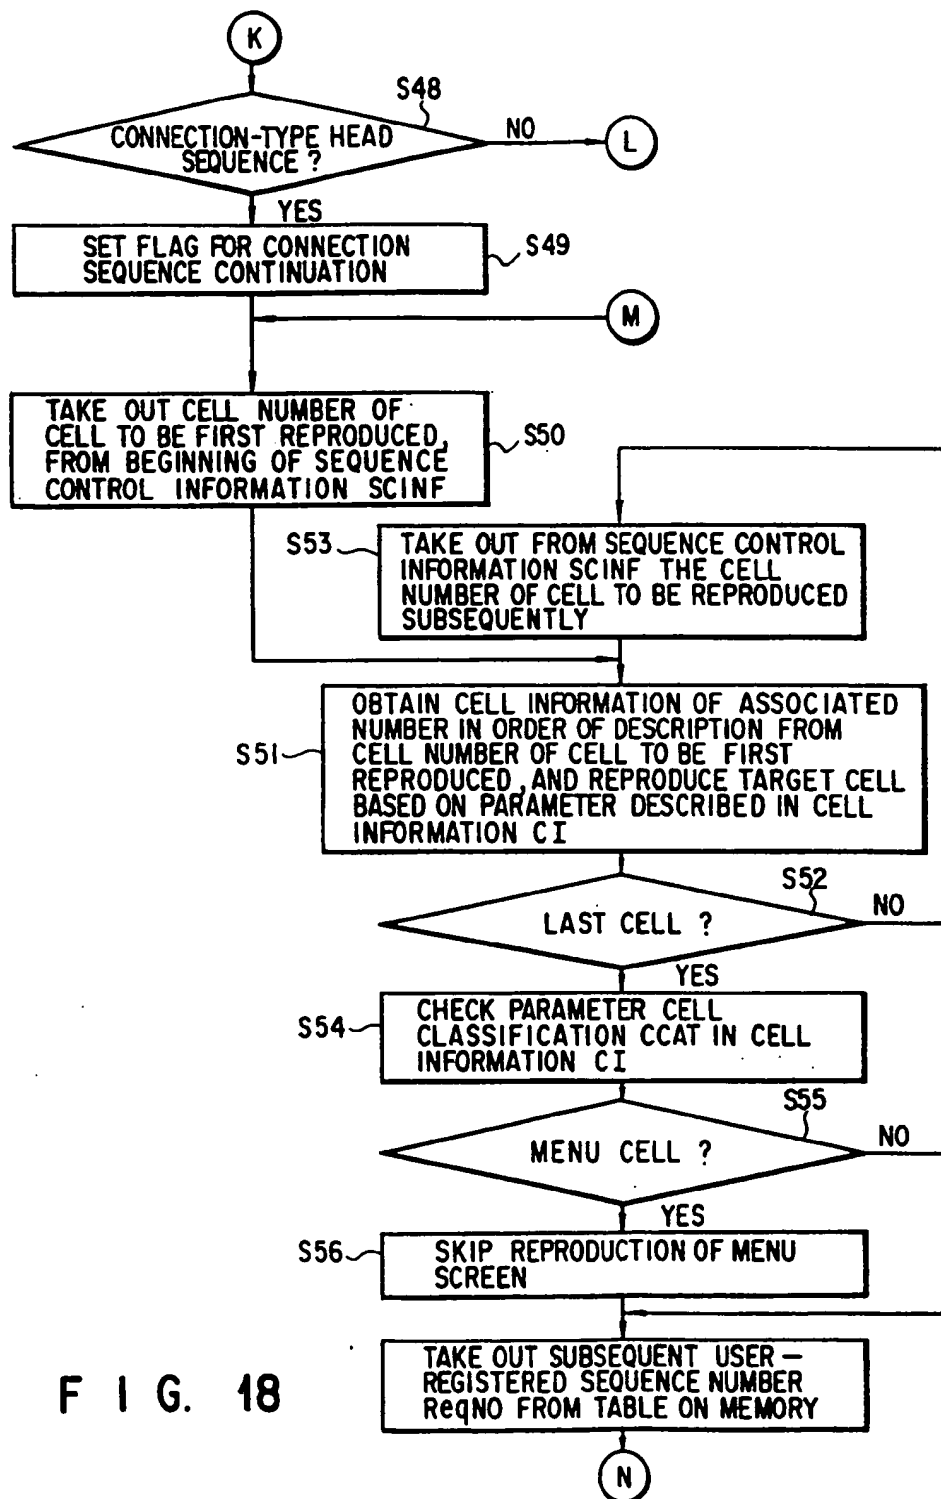 K
S48
CONNECTION-TYPE HEAD
SEQUENCE ?
NO
L
YES
SET FLAG FOR CONNECTION
SEQUENCE CONTINUATION
S49
M
TAKE OUT CELL NUMBER OF
CELL TO BE FIRST REPRODUCED,
FROM BEGINNING OF SEQUENCE
CONTROL INFORMATION SCINF
S50
S53
TAKE OUT FROM SEQUENCE CONTROL
INFORMATION SCINF THE CELL
NUMBER OF CELL TO BE REPRODUCED
SUBSEQUENTLY
S51
OBTAIN CELL INFORMATION OF ASSOCIATED
NUMBER IN ORDER OF DESCRIPTION FROM
CELL NUMBER OF CELL TO BE FIRST
REPRODUCED, AND REPRODUCE TARGET CELL
BASED ON PARAMETER DESCRIBED IN CELL
INFORMATION CI
S52
LAST CELL ?
NO
YES
S54
CHECK PARAMETER CELL
CLASSIFICATION CCAT IN CELL
INFORMATION CI
S55
MENU CELL ?
NO
YES
S56
SKIP REPRODUCTION OF MENU
SCREEN
TAKE OUT SUBSEQUENT USER-
REGISTERED SEQUENCE NUMBER
ReqNO FROM TABLE ON MEMORY
N
FIG. 18